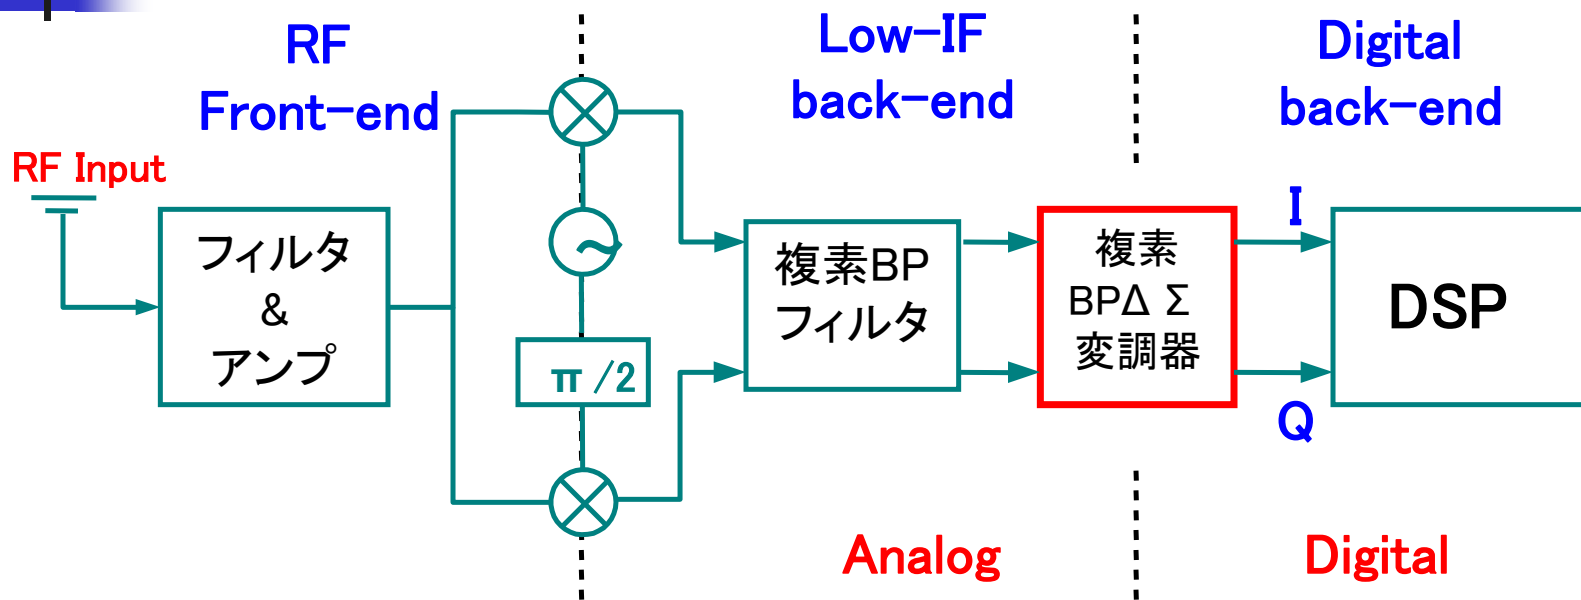 RF
Front-end
Low-IF
back-end
Digital
back-end
RF Input
フィルタ
&
アンプ
~
π/2
複素BP
フィルタ
複素
BPΔ Σ
変調器
I
Q
DSP
Analog
Digital